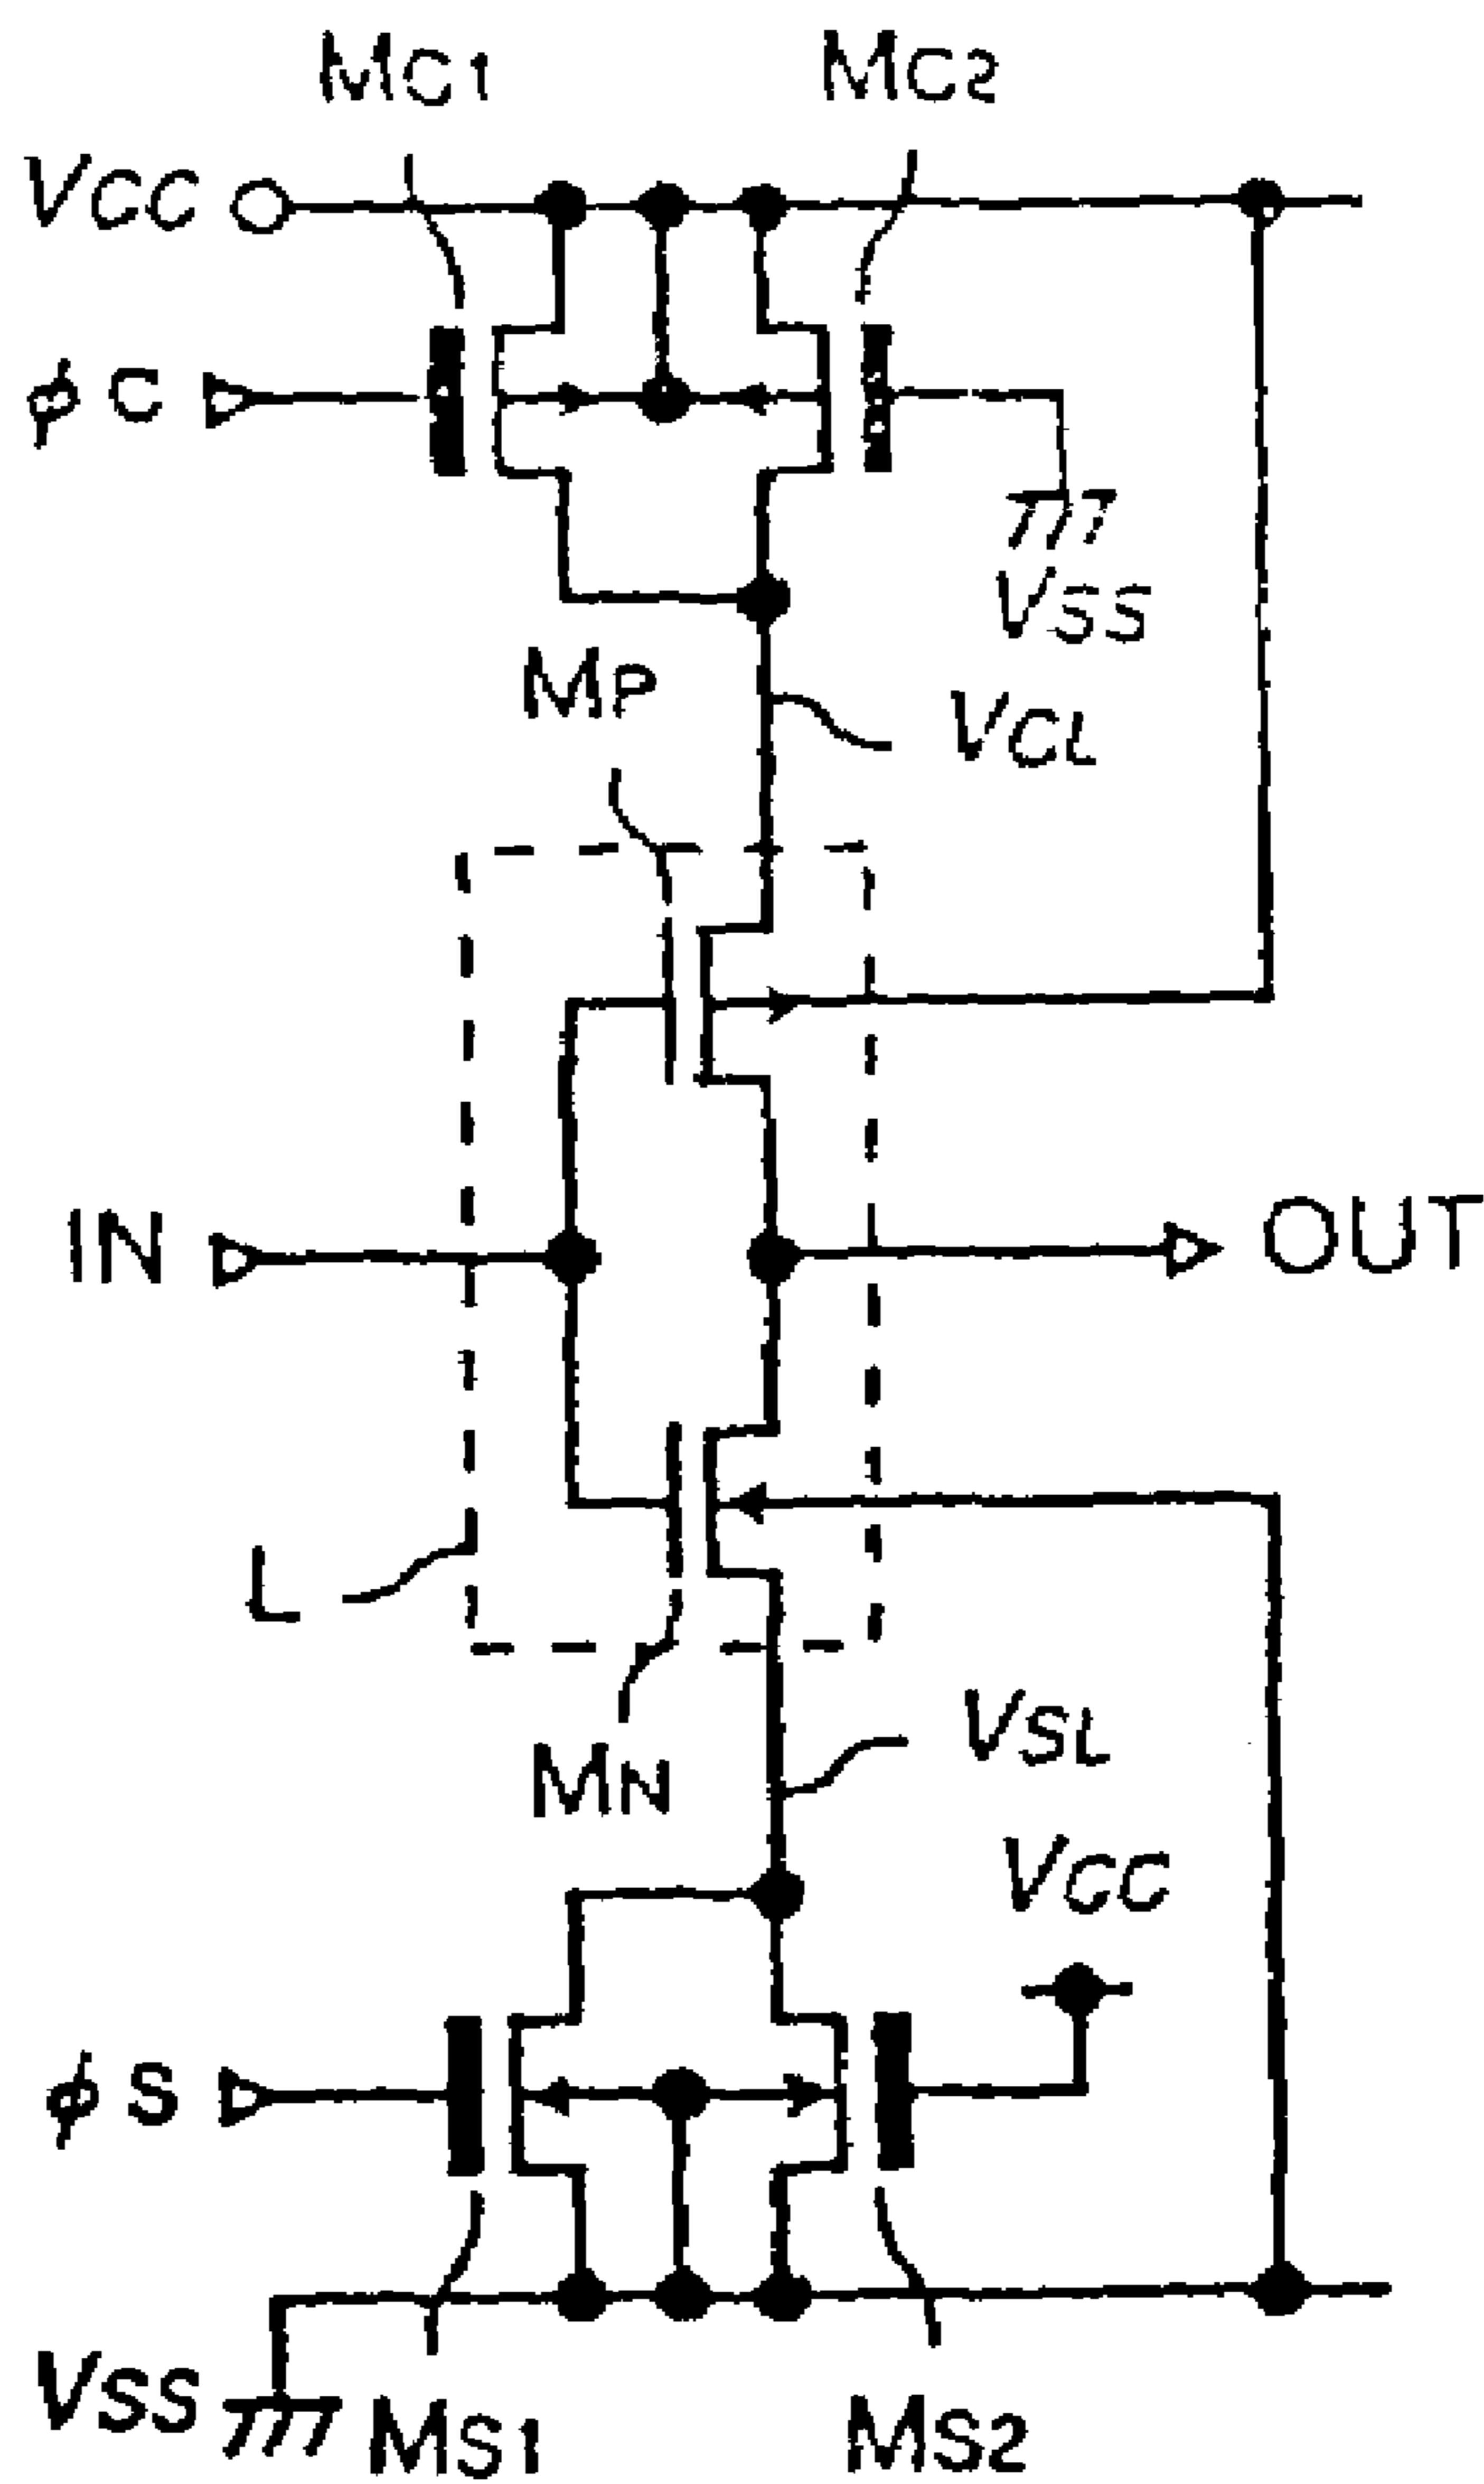 MC1 MC2
VCC
φC
VSS
MP
VCL
IN OUT
L
VSL
MN
VCC
φS
VSS
MS1 MS2